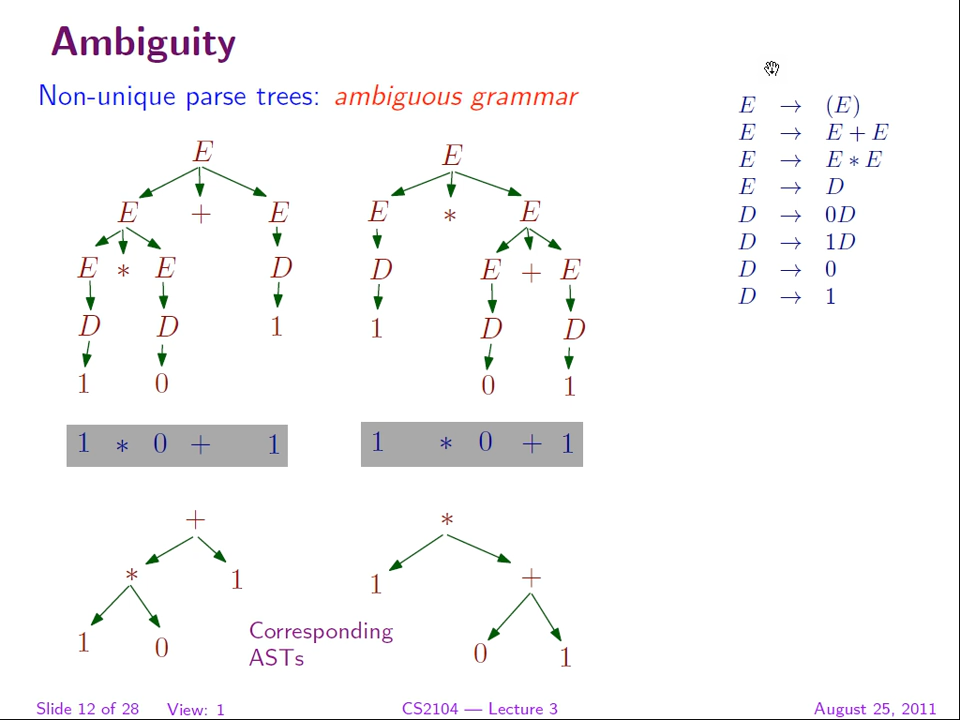 Ambiguity
Non-unique parse trees: ambiguous grammar
E
E + E
E * E D
D D 1
1 0
1 * 0 + 1
E
E * E
D E + E
1 D D
0 1
1 * 0 + 1
E → (E)
E → E + E
E → E * E
E → D
D → 0D
D → 1D
D → 0
D → 1
+
* 1
1 0
Corresponding
ASTs
*
1 +
0 1
Slide 12 of 28 View: 1 CS2104 — Lecture 3 August 25, 2011